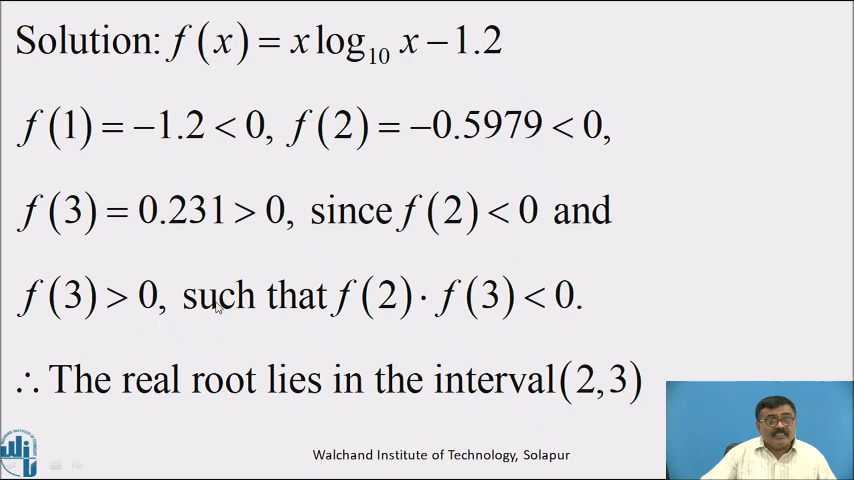 Solution: f(x) = x log₁₀ x − 1.2
f(1) = −1.2 < 0, f(2) = −0.5979 < 0,
f(3) = 0.231 > 0, since f(2) < 0 and
f(3) > 0, such that f(2) · f(3) < 0.
∴ The real root lies in the interval (2,3)
Walchand Institute of Technology, Solapur